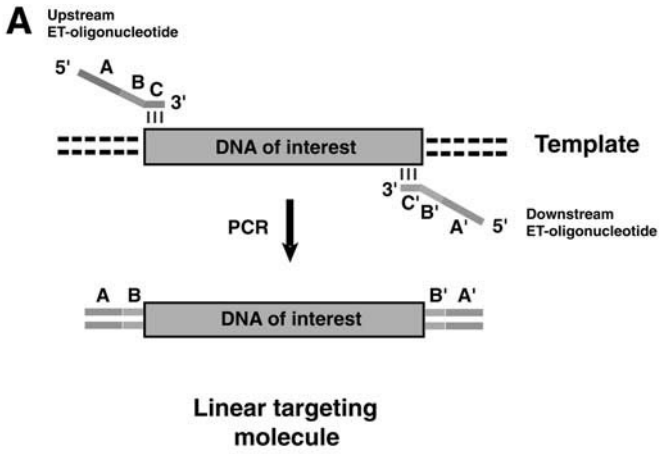 A
Upstream
ET-oligonucleotide
5' A B C 3'
DNA of interest
Template
3' C' B' A' 5'
Downstream
ET-oligonucleotide
PCR
A B B' A'
DNA of interest
Linear targeting
molecule